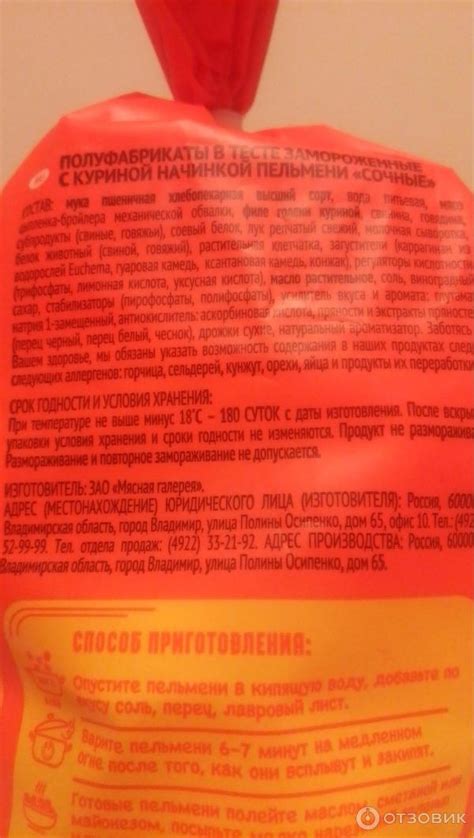 ПОЛУФАБРИКАТЫ В ТЕСТЕ ЗАМОРОЖЕННЫЕ
С КУРИНОЙ НАЧИНКОЙ ПЕЛЬМЕНИ «СОЧНЫЕ»
СОСТАВ: мука пшеничная хлебопекарная высший сорт, вода питьевая, мясо
цыпленка-бройлера механической обвалки, филе голени куриной, свинина, говядина,
субпродукты (свиные, говяжьи), соевый белок, лук репчатый свежий, молочная сыворотка,
белок животный (свиной, говяжий), растительная клетчатка, загустители (каррагинан из
водорослей Euchema, гуаровая камедь, ксантановая камедь, конжак), регуляторы кислотности
(трифосфаты, лимонная кислота, уксусная кислота), масло растительное, соль, виноградный
сахар, стабилизаторы (пирофосфаты, полифосфаты), усилитель вкуса и аромата: глутамат
натрия 1-замещенный, антиокислитель: аскорбиновая кислота, пряности и экстракты пряностей
(перец черный, перец белый, чеснок), дрожжи сухие, натуральный ароматизатор. Заботясь
Вашем здоровье, мы обязаны указать возможность содержания в наших продуктах
следующих аллергенов: горчица, сельдерей, кунжут, орехи, яйца и продукты их переработки
СРОК ГОДНОСТИ И УСЛОВИЯ ХРАНЕНИЯ:
При температуре не выше минус 18°С – 180 СУТОК с даты изготовления. После вскрытия
упаковки условия хранения и сроки годности не изменяются. Продукт не размораживать
Размораживание и повторное замораживание не допускается.
ИЗГОТОВИТЕЛЬ: ЗАО «Мясная галерея».
АДРЕС (МЕСТОНАХОЖДЕНИЕ) ЮРИДИЧЕСКОГО ЛИЦА (ИЗГОТОВИТЕЛЯ): Россия, 6000
Владимирская область, город Владимир, улица Полины Осипенко, дом 65, офис 10. Тел.: (492
52-99-99. Тел. отдела продаж: (4922) 33-21-92. АДРЕС ПРОИЗВОДСТВА: Россия, 60000
Владимирская область, город Владимир, улица Полины Осипенко, дом 65.
СПОСОБ ПРИГОТОВЛЕНИЯ:
Опустите пельмени в кипящую воду, добавьте по
вкусу соль, перец, лавровый лист.
Варите пельмени 6–7 минут на медленном
огне после того, как они всплывут и закипят.
Готовые пельмени полейте маслом, сметаной или
майонезом, посыпьте
ОТЗОВИК